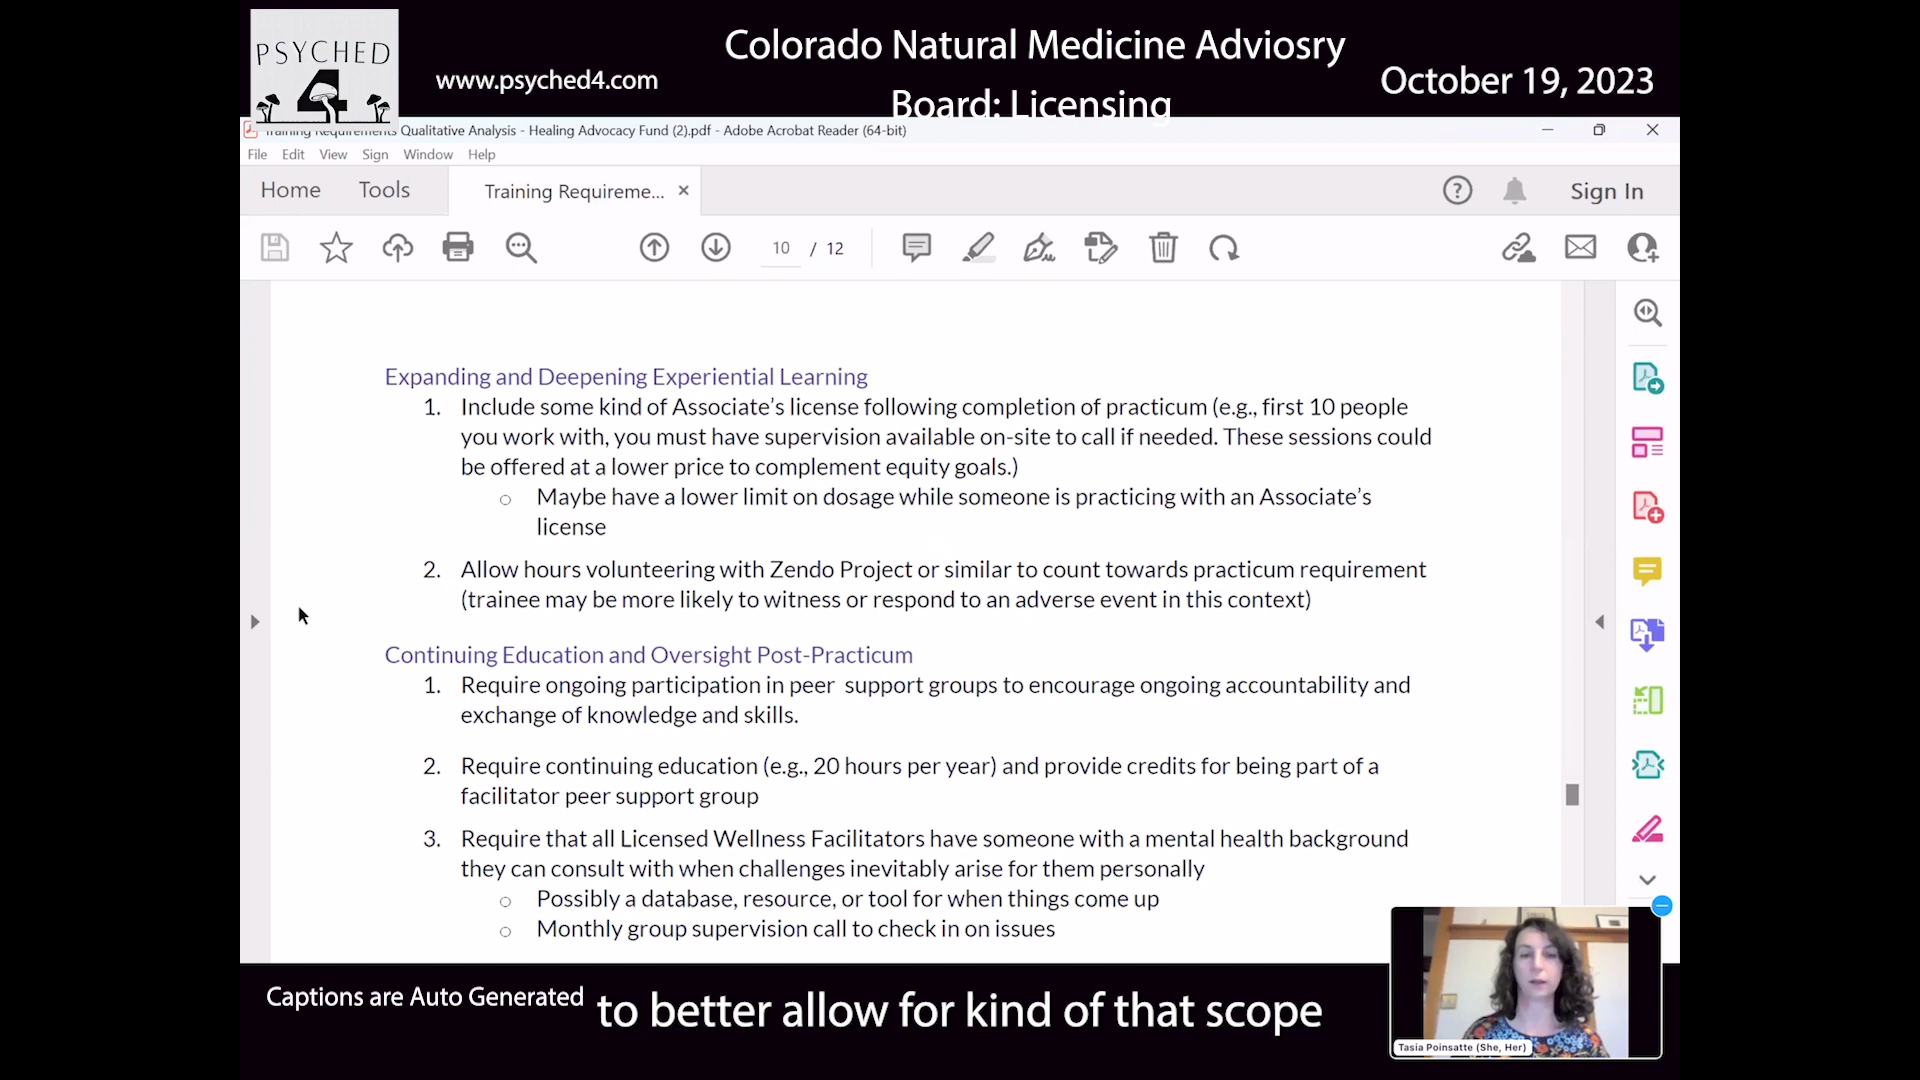 PSYCHED
4
www.psyched4.com
Colorado Natural Medicine Adviosry
Board: Licensing
October 19, 2023
Training Requirements Qualitative Analysis - Healing Advocacy Fund (2).pdf - Adobe Acrobat Reader (64-bit)
File Edit View Sign Window Help
Home Tools Training Requireme... × Sign In
10 / 12
Expanding and Deepening Experiential Learning
1. Include some kind of Associate’s license following completion of practicum (e.g., first 10 people
you work with, you must have supervision available on-site to call if needed. These sessions could
be offered at a lower price to complement equity goals.)
○ Maybe have a lower limit on dosage while someone is practicing with an Associate’s
license
2. Allow hours volunteering with Zendo Project or similar to count towards practicum requirement
(trainee may be more likely to witness or respond to an adverse event in this context)
Continuing Education and Oversight Post-Practicum
1. Require ongoing participation in peer support groups to encourage ongoing accountability and
exchange of knowledge and skills.
2. Require continuing education (e.g., 20 hours per year) and provide credits for being part of a
facilitator peer support group
3. Require that all Licensed Wellness Facilitators have someone with a mental health background
they can consult with when challenges inevitably arise for them personally
○ Possibly a database, resource, or tool for when things come up
○ Monthly group supervision call to check in on issues
Captions are Auto Generated
to better allow for kind of that scope
Tasia Poinsatte (She, Her)